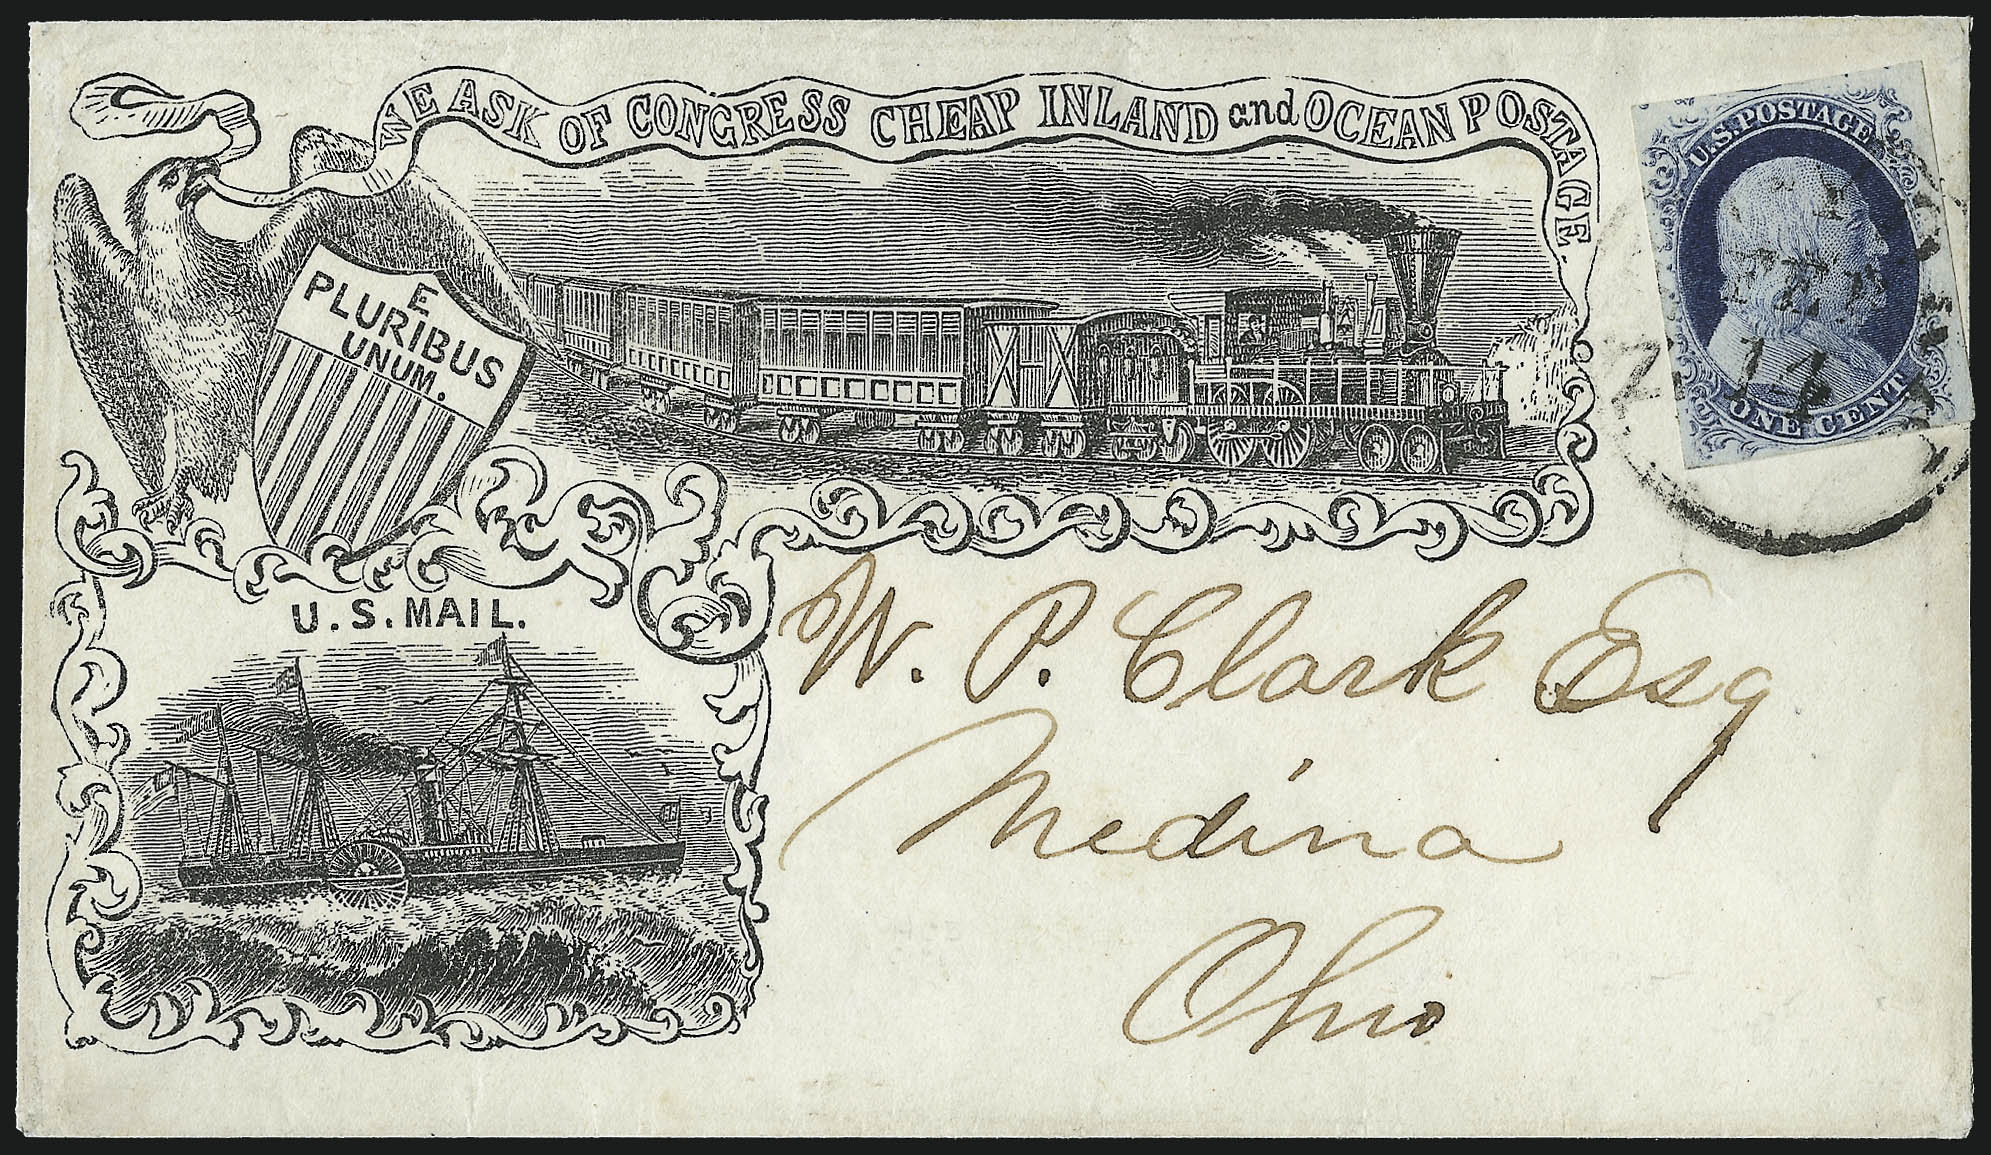 WE ASK OF CONGRESS CHEAP INLAND and OCEAN POSTAGE.
E
PLURIBUS
UNUM.
U.S. POSTAGE
ONE CENT
14
U.S. MAIL.
W. P. Clark Esq
Medina
Ohio